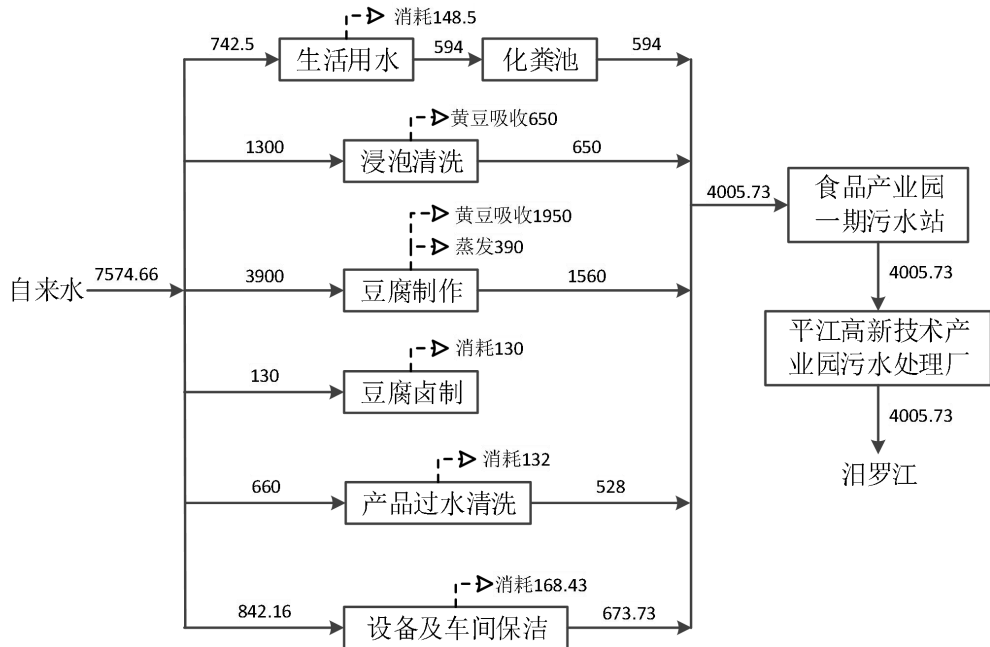 消耗148.5
742.5
生活用水
594
化粪池
594
黄豆吸收650
1300
浸泡清洗
650
4005.73
食品产业园
一期污水站
黄豆吸收1950
蒸发390
自来水
7574.66
3900
豆腐制作
1560
4005.73
平江高新技术产
业园污水处理厂
消耗130
130
豆腐卤制
4005.73
汨罗江
消耗132
660
产品过水清洗
528
消耗168.43
842.16
设备及车间保洁
673.73